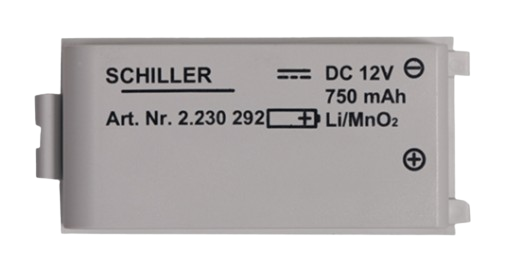 SCHILLER
DC 12V
750 mAh
Art. Nr. 2.230 292
Li/MnO₂